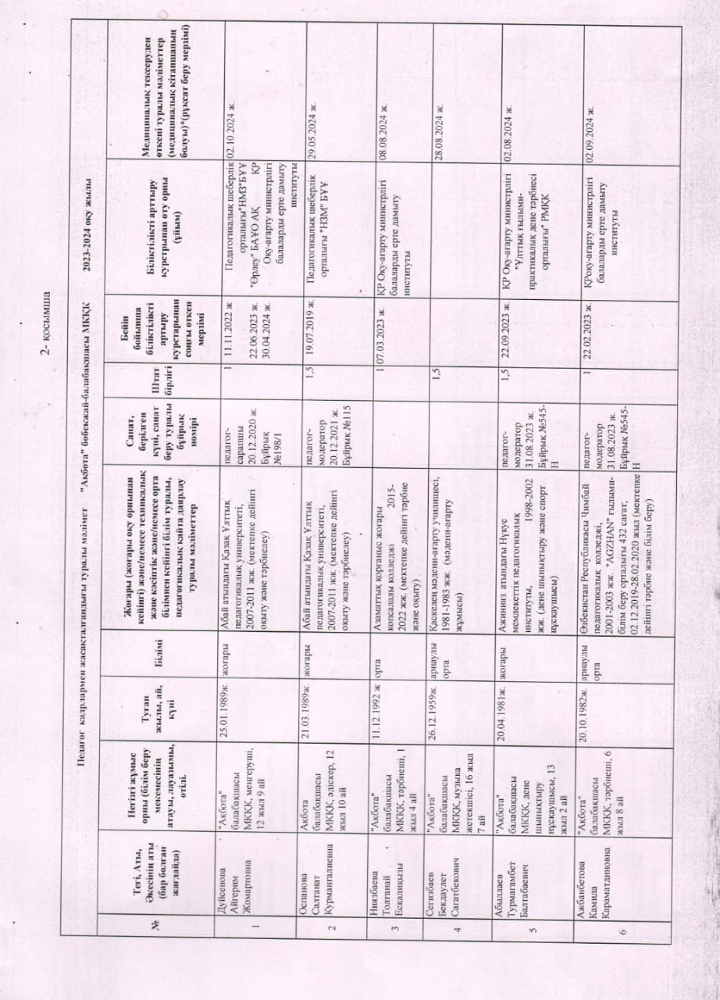 2- қосымша
Педагог кадрлармен жасақталғандығы туралы мәлімет "Ақбота" бөбекжай-балабақшасы МКҚК 2023-2024 оқу жылы
№
Тегі, Аты,
Әкесінің аты
(бар болған
жағдайда)
Негізгі жұмыс
орны (білім беру
мекемесінің
атауы, лауазымы,
өтілі.
Туған
жылы, ай,
күні
Білімі
Жоғары (жоғары оқу орнынан
кейінгі) және/немесе техникалық
және кәсіптік және/немесе орта
білімнен кейінгі білім туралы,
педагогикалық қайта даярлау
туралы мәліметтер
Санат,
берілген
күні, санат
беру туралы
бұйрық
нөмірі
Штат
бірлігі
Бейін
бойынша
біліктілікті
арттыру
курстарынан
соңғы өткен
мерзімі
Біліктілікті арттыру
курстрынан өту орны
(ұйым)
Медициналық тексеруден
өткені туралы мәліметтер
(медициналық кітапшаның
болуы)*(рұқсат беру мерзімі)
1
Дуйсенова
Айгерим
Жомартовна
"Ақбота"
балабақшасы
МКҚК, меңгеруші,
12 жыл 9 ай
25.01.1989ж.
жоғары
Абай атындағы Қазақ Ұлттық
педагогикалық университеті,
2007-2011 жж. (мектепке дейінгі
оқыту және тәрбиелеу)
педагог-
сарапшы
20.12.2020 ж.
Бұйрық
№198/1
1
11.11.2022 ж
22.06.2023 ж.
30.04.2024 ж.
Педагогикалық шеберлік
орталығы"НМЗ"БҰҰ
"Өрлеу" БАҰО АҚ ҚР
Оқу-ағарту министрлігі
балаларды ерте дамыту
институты
02.10.2024 ж.
2
Оспанова
Салтанат
Курмангалиевна
Ақбота
балабақшасы
МКҚК, әдіскер, 12
жыл 10 ай
21.03.1989ж.
жоғары
Абай атындағы Қазақ Ұлттық
педагогикалық университеті,
2007-2011 жж. (мектепке дейінгі
оқыту және тәрбиелеу)
педагог-
модератор
20.12.2021 ж.
Бұйрық №115
1,5
19.07.2019 ж.
Педагогикалық шеберлік
орталығы "НЗМ" БҰҰ
29.05.2024 ж.
3
Ниязбаева
Толганай
Ескалиқызы
"Ақбота"
балабақшасы
МКҚК, тәрбиеші, 1
жыл 4 ай
11.12.1992 ж
орта
Азаматтық қорғаныс жоғары
көпсалалы колледжі 2015-
2022 жж. (мектепке дейінгі тәрбие
және оқыту)
1
07.03.2023 ж.
ҚР Оқу-ағарту министрлігі
балаларды ерте дамыту
институты
08.08.2024 ж.
4
Сегизбаев
Бекдаулет
Сагатбекович
"Ақбота"
балабақшасы
МКҚК, музыка
жетекшісі, 16 жыл
7 ай
26.12.1959ж.
арнаулы
орта
Қаскелең мәдени-ағарту училищесі,
1981-1983 жж. (мәдени-ағарту
жұмысы)
1,5
28.08.2024 ж.
5
Абыллаев
Турмагамбет
Балтабаевич
"Ақбота"
балабақшасы
МКҚК, дене
шынықтыру
нұсқаушысы, 13
жыл 2 ай
20.04.1981ж.
жоғары
Ажинияз атындағы Нүкус
мемлекеттік педагогикалық
институты, 1998-2002
жж. (дене шынықтыру және спорт
нұсқаушысы)
педагог-
модератор
31.08.2023 ж.
Бұйрық №545-
Н
1,5
22.09.2023 ж.
ҚР Оқу-ағарту министрлігі
"Ұлттық ғылыми-
практикалық дене тәрбиесі
орталығы" РМҚК
02.08.2024 ж.
6
Ажбанбетова
Камила
Караматдиновна
"Ақбота"
балабақшасы
МКҚК, тәрбиеші, 6
жыл 8 ай
20.10.1982ж.
арнаулы
орта
Өзбекистан Республикасы Чимбай
педагогикалық колледжі,
2001-2003 жж. "AGZHAN" ғылыми-
білім беру орталығы 432 сағат,
02.12.2019-28.02.2020 жыл (мектепке
дейінгі тәрбие және білім беру)
педагог-
модератор
31.08.2023 ж.
Бұйрық №545-
Н
1
22.02.2023 ж.
ҚРоқу-ағарту министрлігі
балаларды ерте дамыту
институты
02.09.2024 ж.